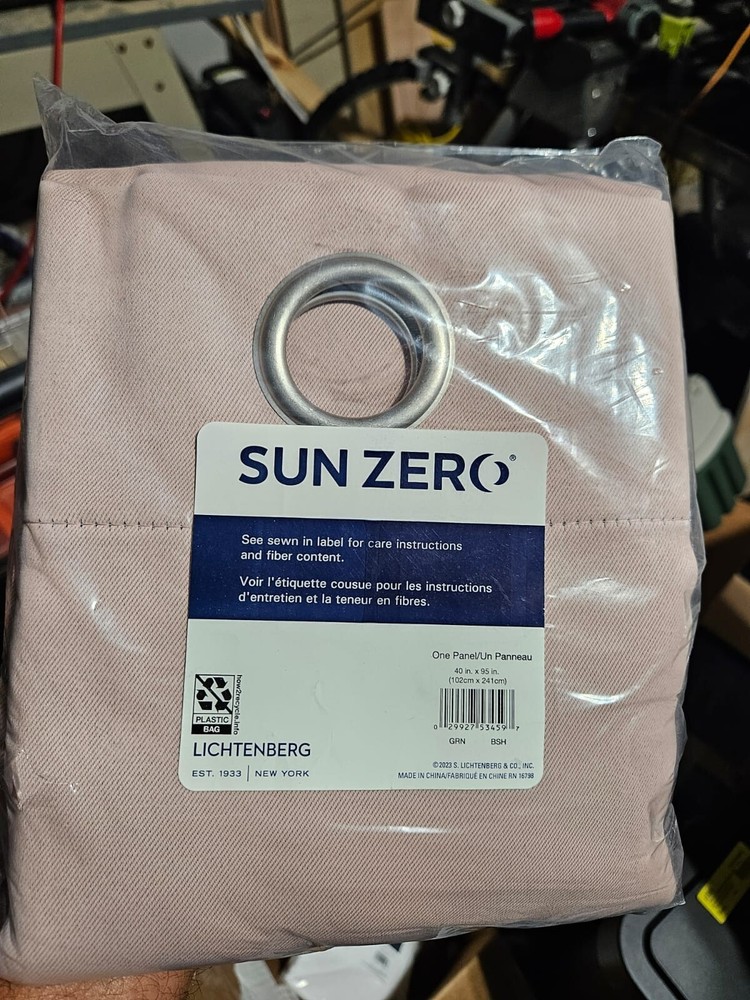 SUN ZERO®
See sewn in label for care instructions
and fiber content.
Voir l'étiquette cousue pour les instructions
d'entretien et la teneur en fibres.
One Panel/Un Panneau
40 in. x 95 in.
(102cm x 241cm)
0 29927 53459 7
GRN BSH
how2recycle.info
PLASTIC
BAG
LICHTENBERG
EST. 1933 | NEW YORK
©2023 S. LICHTENBERG & CO., INC.
MADE IN CHINA/FABRIQUÉ EN CHINE RN 16798